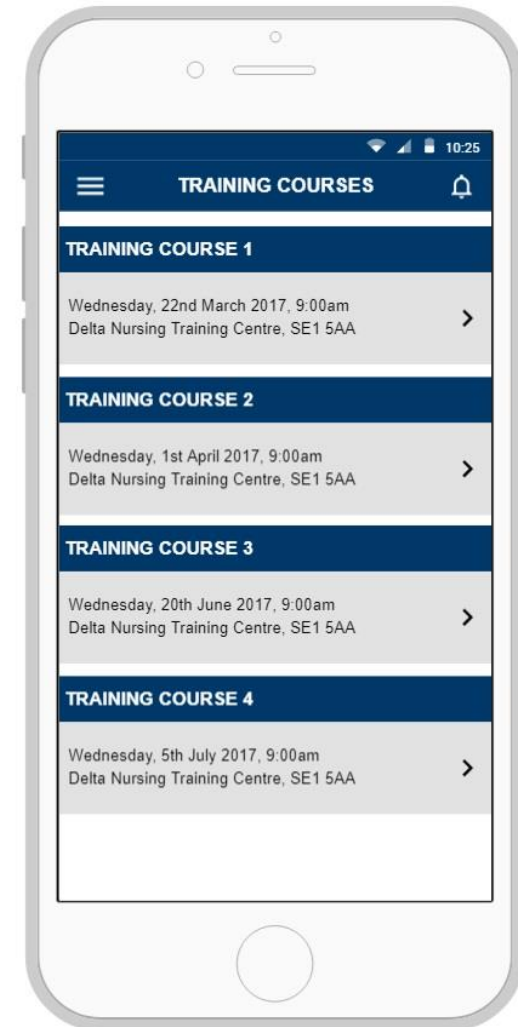 10:25
TRAINING COURSES
TRAINING COURSE 1
Wednesday, 22nd March 2017, 9:00am
Delta Nursing Training Centre, SE1 5AA
TRAINING COURSE 2
Wednesday, 1st April 2017, 9:00am
Delta Nursing Training Centre, SE1 5AA
TRAINING COURSE 3
Wednesday, 20th June 2017, 9:00am
Delta Nursing Training Centre, SE1 5AA
TRAINING COURSE 4
Wednesday, 5th July 2017, 9:00am
Delta Nursing Training Centre, SE1 5AA